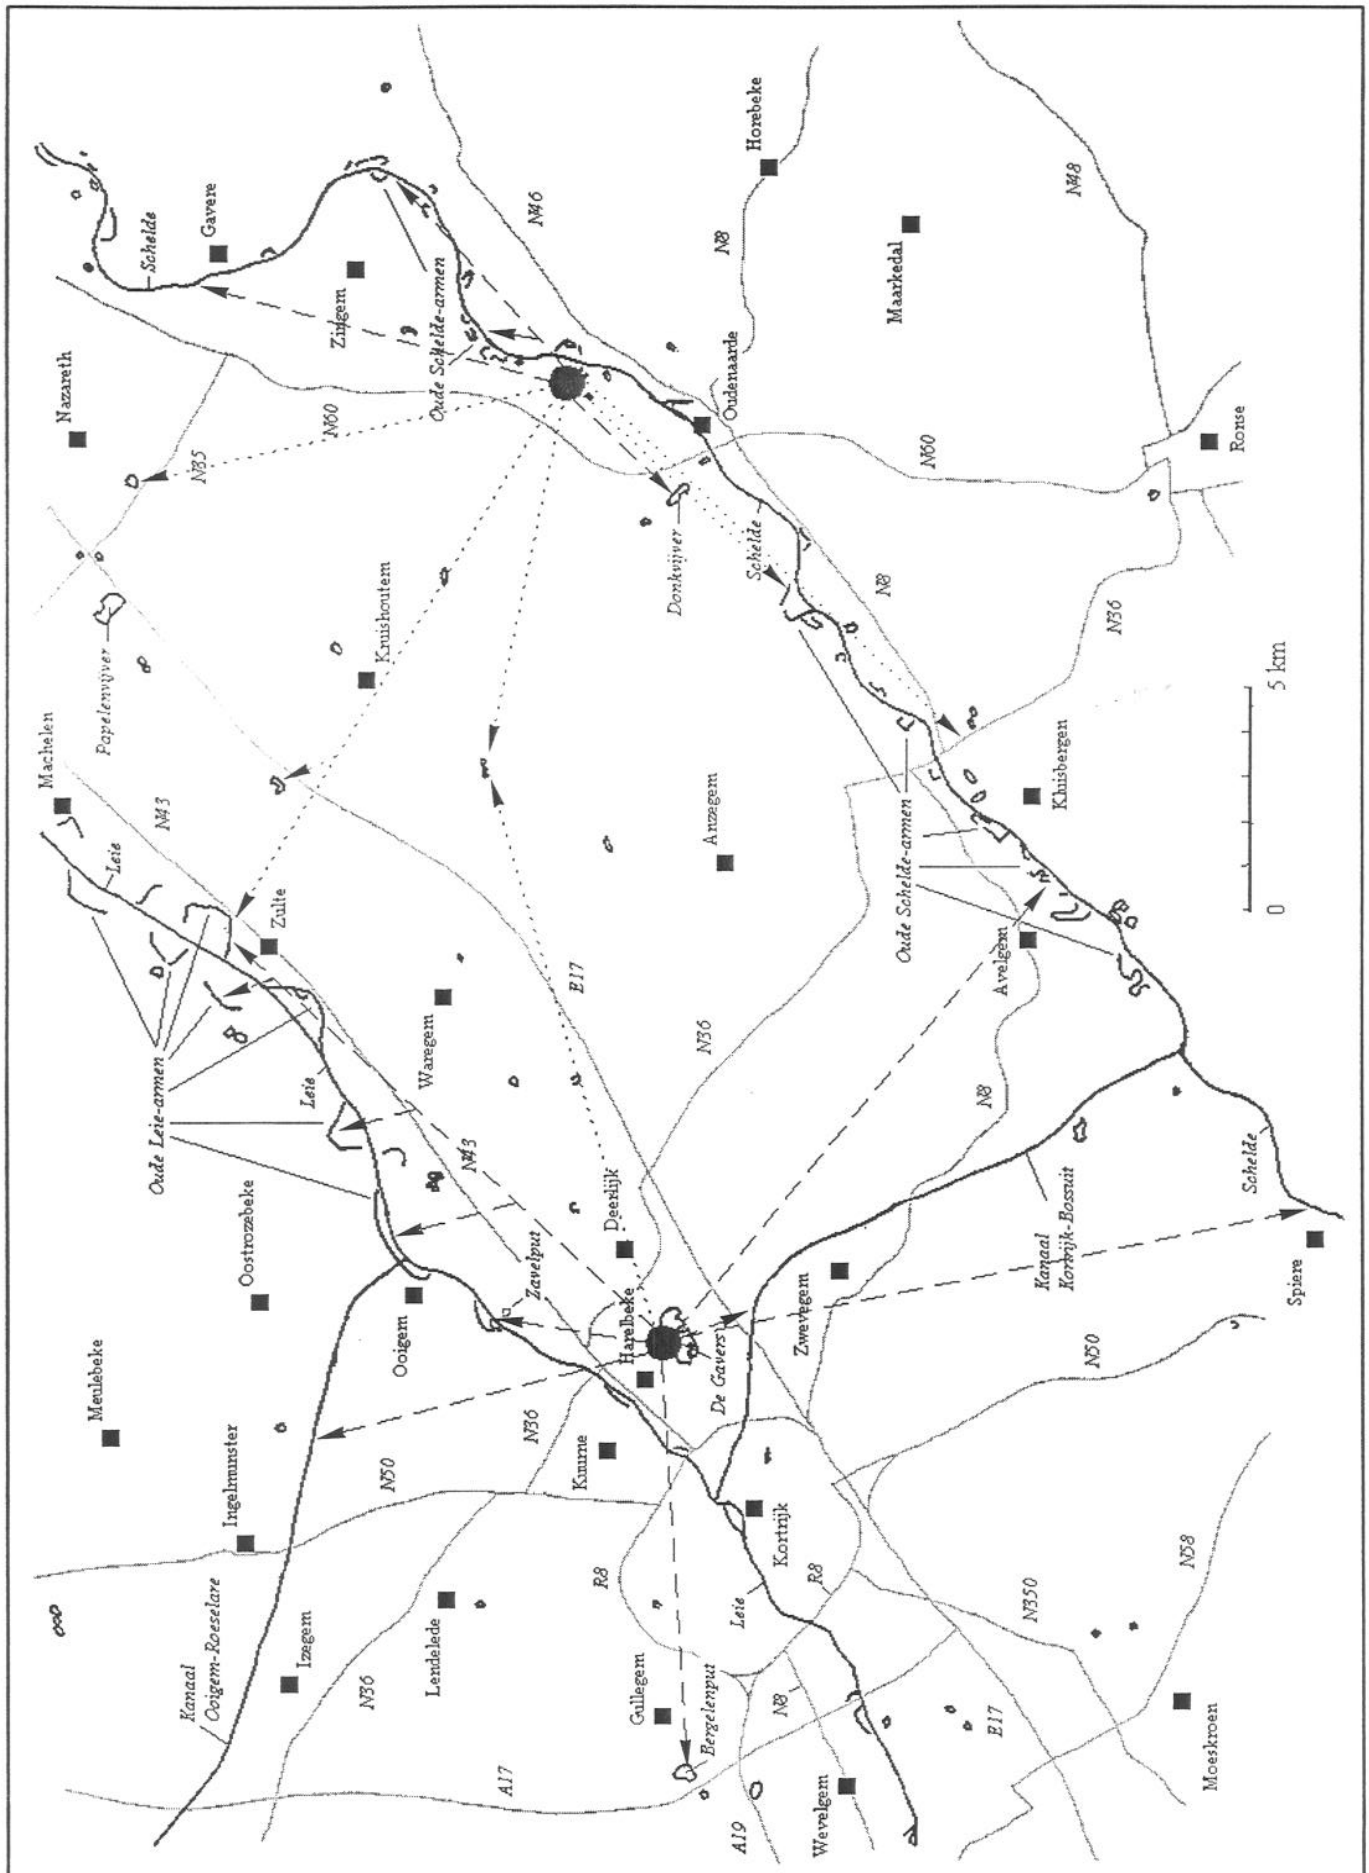 Schelde
Gavere
Zingem
Oude Schelde-armen
N46
Horebeke
N8
Maarkedal
N48
Nazareth
N35
N60
Oudenaarde
N60
Ronse
Papelenvijver
Kruishoutem
Donkvijver
Schelde
N8
N36
Machelen
Leie
N43
Zulte
Anzegem
Oude Schelde-armen
Kluisbergen
0
5 km
Oude Leie-armen
Leie
Waregem
E17
N36
Avelgem
N8
N43
Oostrozebeke
Ooigem
Zavelput
Deerlijk
Harelbeke
De Gavers
Zwevegem
Kanaal
Kortrijk-Bossuit
Schelde
Spiere
Meulebeke
Ingelmunster
N50
N36
Kuurne
N50
Kanaal
Ooigem-Roeselare
Izegem
Lendelede
N36
R8
Kortrijk
Leie
R8
N350
N58
Gullegem
Bergelenput
N8
A17
A19
Wevelgem
E17
Moeskroen